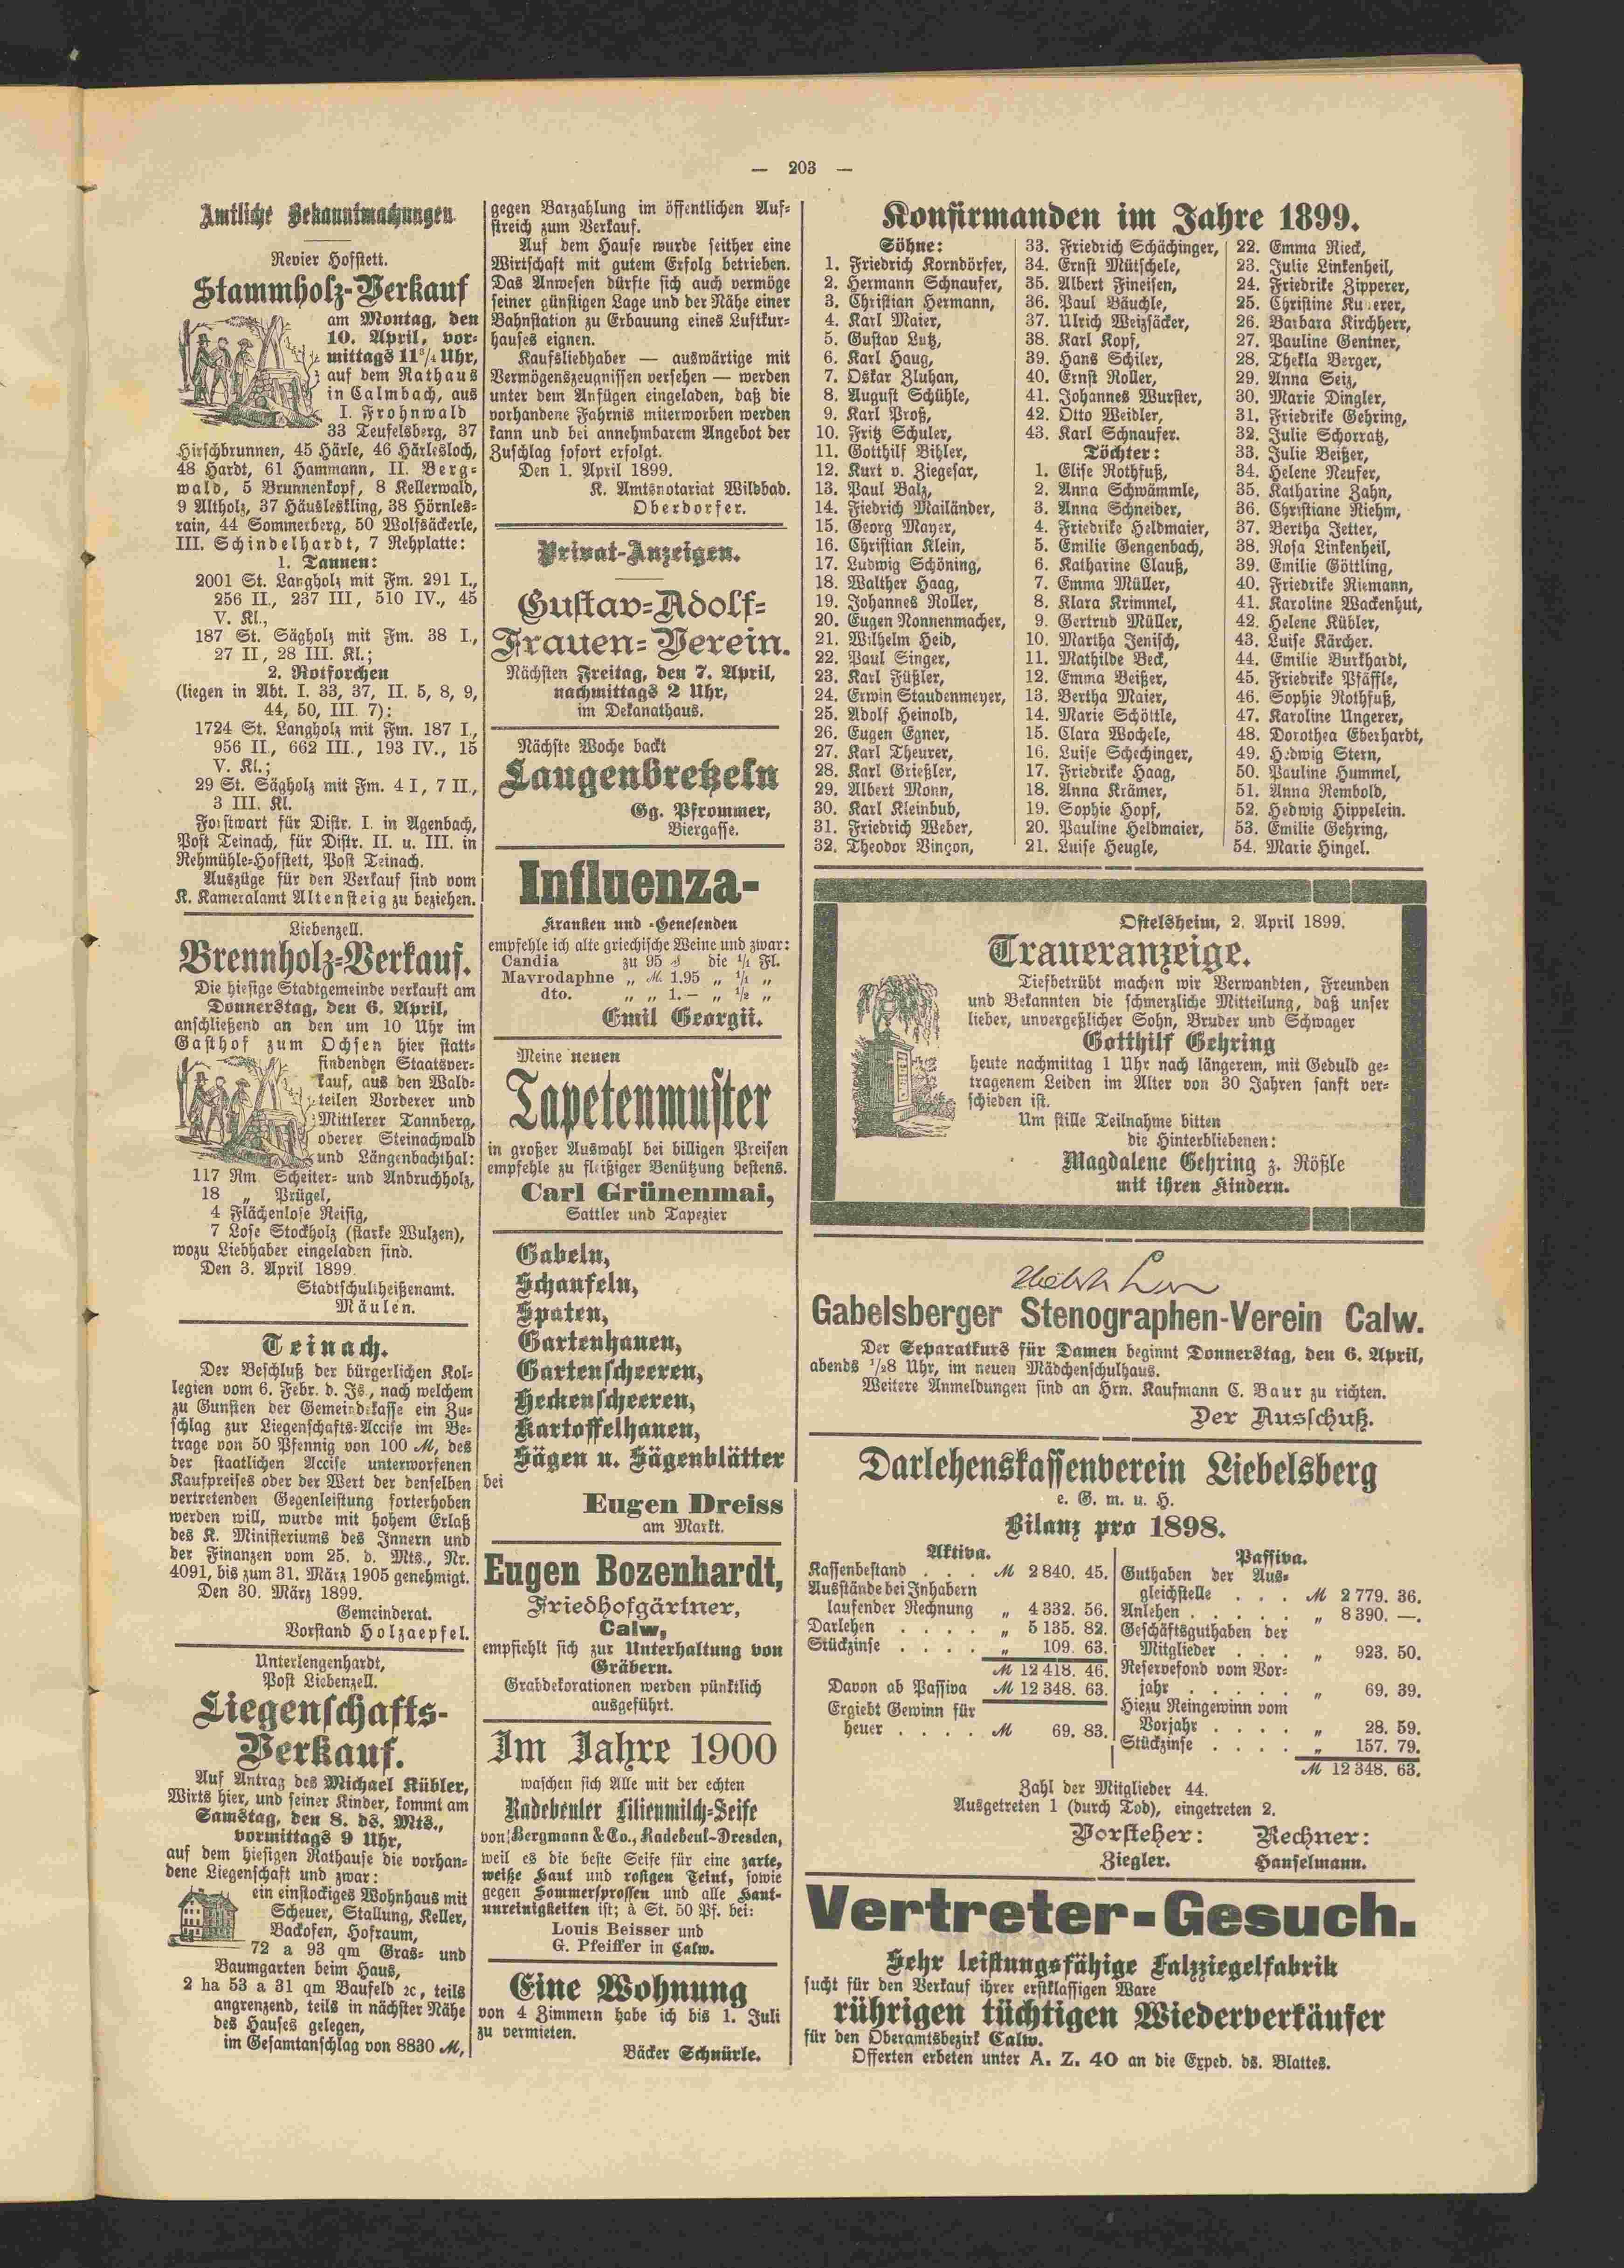 — 203 —
Amtliche Bekanntmachungen
Revier Hofstett.
Stammholz-Verkauf
am Montag, den
10. April, vor-
mittags 11³/₄ Uhr,
auf dem Rathaus
in Calmbach, aus
I. Frohnwald
33 Teufelsberg, 37
Hirschbrunnen, 45 Härle, 46 Härlesloch,
48 Hardt, 61 Hammann, II. Berg-
wald, 5 Brunnenkopf, 8 Kellerwald,
9 Altholz, 37 Häusleskling, 38 Hörnles-
rain, 44 Sommerberg, 50 Wolfsäckerle,
III. Schindelhardt, 7 Rehplatte:
1. Tannen:
2001 St. Langholz mit Fm. 291 I.,
256 II., 237 III, 510 IV., 45
V. Kl.,
187 St. Sägholz mit Fm. 38 I.,
27 II, 28 III. Kl.;
2. Rotforchen
(liegen in Abt. I. 33, 37, II. 5, 8, 9,
44, 50, III. 7):
1724 St. Langholz mit Fm. 187 I.,
956 II., 662 III., 193 IV., 15
V. Kl.;
29 St. Sägholz mit Fm. 4 I, 7 II.,
3 III. Kl.
Forstwart für Distr. I. in Agenbach,
Post Teinach, für Distr. II. u. III. in
Rehmühle-Hofstett, Post Teinach.
Auszüge für den Verkauf sind vom
K. Kameralamt Altensteig zu beziehen.
Liebenzell.
Brennholz-Verkauf.
Die hiesige Stadtgemeinde verkauft am
Donnerstag, den 6. April,
anschließend an den um 10 Uhr im
Gasthof zum Ochsen hier statt-
findenden Staatsver-
kauf, aus den Wald-
teilen Vorderer und
Mittlerer Tannberg,
oberer Steinachwald
und Längenbachthal:
117 Rm. Scheiter- und Anbruchholz,
18 „ Prügel,
4 Flächenlose Reisig,
7 Lose Stockholz (starke Wulzen),
wozu Liebhaber eingeladen sind.
Den 3. April 1899.
Stadtschultheißenamt.
Mäulen.
Teinach.
Der Beschluß der bürgerlichen Kol-
legien vom 6. Febr. d. Js., nach welchem
zu Gunsten der Gemeindekasse ein Zu-
schlag zur Liegenschafts-Accise im Be-
trage von 50 Pfennig von 100 M, des
der staatlichen Accise unterworfenen
Kaufpreises oder der Wert der denselben
vertretenden Gegenleistung forterhoben
werden will, wurde mit hohem Erlaß
des K. Ministeriums des Innern und
der Finanzen vom 25. d. Mts., Nr.
4091, bis zum 31. März 1905 genehmigt.
Den 30. März 1899.
Gemeinderat.
Vorstand Holzaepfel.
Unterlengenhardt,
Post Liebenzell.
Liegenschafts-
Verkauf.
Auf Antrag des Michael Kübler,
Wirts hier, und seiner Kinder, kommt am
Samstag, den 8. ds. Mts.,
vormittags 9 Uhr,
auf dem hiesigen Rathause die vorhan-
dene Liegenschaft und zwar:
ein einstockiges Wohnhaus mit
Scheuer, Stallung, Keller,
Backofen, Hofraum,
72 a 93 qm Gras- und
Baumgarten beim Haus,
2 ha 53 a 31 qm Baufeld ꝛc, teils
angrenzend, teils in nächster Nähe
des Hauses gelegen,
im Gesamtanschlag von 8830 M,
gegen Barzahlung im öffentlichen Auf-
streich zum Verkauf.
Auf dem Hause wurde seither eine
Wirtschaft mit gutem Erfolg betrieben.
Das Anwesen dürfte sich auch vermöge
seiner günstigen Lage und der Nähe einer
Bahnstation zu Erbauung eines Luftkur-
hauses eignen.
Kaufsliebhaber — auswärtige mit
Vermögenszeugnissen versehen — werden
unter dem Anfügen eingeladen, daß die
vorhandene Fahrnis miterworben werden
kann und bei annehmbarem Angebot der
Zuschlag sofort erfolgt.
Den 1. April 1899.
K. Amtsnotariat Wildbad.
Oberdorfer.
Privat-Anzeigen.
Gustav-Adolf-
Frauen-Verein.
Nächsten Freitag, den 7. April,
nachmittags 2 Uhr,
im Dekanathaus.
Nächste Woche backt
Laugenbretzeln
Gg. Pfrommer,
Biergasse.
Influenza-
Kranken und -Genesenden
empfehle ich alte griechische Weine und zwar:
Candia zu 95 ₰ die ¹/₁ Fl.
Mavrodaphne „ M. 1.95 „ ¹/₁ „
dto. „ „ 1.— „ ¹/₂ „
Emil Georgii.
Meine neuen
Tapetenmuster
in großer Auswahl bei billigen Preisen
empfehle zu fleißiger Benützung bestens.
Carl Grünenmai,
Sattler und Tapezier
Gabeln,
Schaufeln,
Spaten,
Gartenhauen,
Gartenscheeren,
Heckenscheeren,
Kartoffelhauen,
Sägen u. Sägenblätter
bei
Eugen Dreiss
am Markt.
Eugen Bozenhardt,
Friedhofgärtner,
Calw,
empfiehlt sich zur Unterhaltung von
Gräbern.
Grabdekorationen werden pünktlich
ausgeführt.
Im Jahre 1900
waschen sich Alle mit der echten
Radebeuler Lilienmilch-Seife
von Bergmann & Co., Radebeul-Dresden,
weil es die beste Seife für eine zarte,
weiße Haut und rosigen Teint, sowie
gegen Sommersprossen und alle Haut-
unreinigkeiten ist; à St. 50 Pf. bei:
Louis Beisser und
G. Pfeiffer in Calw.
Eine Wohnung
von 4 Zimmern habe ich bis 1. Juli
zu vermieten.
Bäcker Schnürle.
Konfirmanden im Jahre 1899.
Söhne:
1. Friedrich Korndörfer,
2. Hermann Schnaufer,
3. Christian Hermann,
4. Karl Maier,
5. Gustav Lutz,
6. Karl Haug,
7. Oskar Bluhan,
8. August Schühle,
9. Karl Proß,
10. Fritz Schuler,
11. Gotthilf Bihler,
12. Kurt v. Ziegesar,
13. Paul Balz,
14. Fiedrich Mailänder,
15. Georg Mayer,
16. Christian Klein,
17. Ludwig Schöning,
18. Walther Haag,
19. Johannes Roller,
20. Eugen Nonnenmacher,
21. Wilhelm Heid,
22. Paul Singer,
23. Karl Füßler,
24. Erwin Staudenmeyer,
25. Adolf Heinold,
26. Eugen Egner,
27. Karl Theurer,
28. Karl Grießler,
29. Albert Monn,
30. Karl Kleinbub,
31. Friedrich Weber,
32. Theodor Vinçon,
33. Friedrich Schächinger,
34. Ernst Mütschele,
35. Albert Fineisen,
36. Paul Bäuchle,
37. Ulrich Weizsäcker,
38. Karl Kopf,
39. Hans Schiler,
40. Ernst Roller,
41. Johannes Wurster,
42. Otto Weidler,
43. Karl Schnaufer.
Töchter:
1. Elise Rothfuß,
2. Anna Schwämmle,
3. Anna Schneider,
4. Friedrike Heldmaier,
5. Emilie Gengenbach,
6. Katharine Clauß,
7. Emma Müller,
8. Klara Krimmel,
9. Gertrud Müller,
10. Martha Jenisch,
11. Mathilde Beck,
12. Emma Beißer,
13. Bertha Maier,
14. Marie Schöttle,
15. Clara Wochele,
16. Luise Schechinger,
17. Friedrike Haag,
18. Anna Krämer,
19. Sophie Hopf,
20. Pauline Heldmaier,
21. Luise Heugle,
22. Emma Rieck,
23. Julie Linkenheil,
24. Friedrike Zipperer,
25. Christine
26. Barbara Kirchherr,
27. Pauline Gentner,
28. Thekla Berger,
29. Anna Seiz,
30. Marie Dingler,
31. Friedrike Gehring,
32. Julie Schorratz,
33. Julie Beißer,
34. Helene Neufer,
35. Katharine Zahn,
36. Christiane Riehm,
37. Bertha Jetter,
38. Rosa Linkenheil,
39. Emilie Göttling,
40. Friedrike Niemann,
41. Karoline Wackenhut,
42. Helene Kübler,
43. Luise Kärcher.
44. Emilie Burkhardt,
45. Friedrike Pfäffle,
46. Sophie Rothfuß,
47. Karoline Ungerer,
48. Dorothea Eberhardt,
49. Hedwig Stern,
50. Pauline Hummel,
51. Anna Rembold,
52. Hedwig Hippelein.
53. Emilie Gehring,
54. Marie Hingel.
Ostelsheim, 2. April 1899.
Traueranzeige.
Tiefbetrübt machen wir Verwandten, Freunden
und Bekannten die schmerzliche Mitteilung, daß unser
lieber, unvergeßlicher Sohn, Bruder und Schwager
Gotthilf Gehring
heute nachmittag 1 Uhr nach längerem, mit Geduld ge-
tragenem Leiden im Alter von 30 Jahren sanft ver-
schieden ist.
Um stille Teilnahme bitten
die Hinterbliebenen:
Magdalene Gehring z. Rößle
mit ihren Kindern.
Gabelsberger Stenographen-Verein Calw.
Der Separatkurs für Damen beginnt Donnerstag, den 6. April,
abends ¹/₂8 Uhr, im neuen Mädchenschulhaus.
Weitere Anmeldungen sind an Hrn. Kaufmann C. Baur zu richten.
Der Ausschuß.
Darlehenskassenverein Liebelsberg
e. G. m. u. H.
Bilanz pro 1898.
Aktiva.
Kassenbestand . . . M 2 840. 45.
Ausstände bei Inhabern
laufender Rechnung „ 4 332. 56.
Darlehen . . . . „ 5 135. 82.
Stückzinse . . . . „ 109. 63.
M 12 418. 46.
Davon ab Passiva M 12 348. 63.
Ergiebt Gewinn für
heuer . . . . M 69. 83.
Passiva.
Guthaben der Aus-
gleichstelle . . . M 2 779. 36.
Anlehen . . . . . „ 8 390. —.
Geschäftsguthaben der
Mitglieder . . . „ 923. 50.
Reservefond vom Vor-
jahr . . . . . „ 69. 39.
Hiezu Reingewinn vom
Vorjahr . . . . „ 28. 59.
Stückzinse . . . . „ 157. 79.
M 12 348. 63.
Zahl der Mitglieder 44.
Ausgetreten 1 (durch Tod), eingetreten 2.
Vorsteher: Rechner:
Ziegler. Hanselmann.
Vertreter-Gesuch.
Sehr leistungsfähige Falzziegelfabrik
sucht für den Verkauf ihrer erstklassigen Ware
rührigen tüchtigen Wiederverkäufer
für den Oberamtsbezirk Calw.
Offerten erbeten unter A. Z. 40 an die Exped. ds. Blattes.